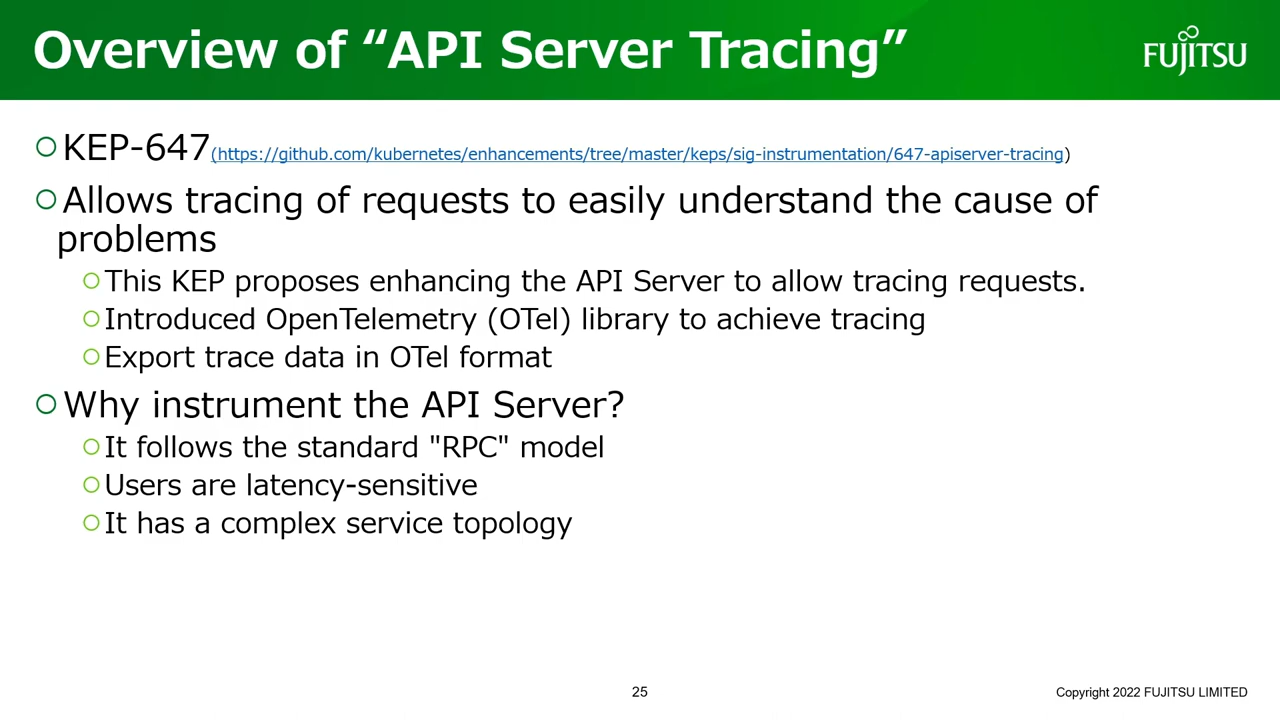 Overview of “API Server Tracing”
FUJITSU
KEP-647(https://github.com/kubernetes/enhancements/tree/master/keps/sig-instrumentation/647-apiserver-tracing)
Allows tracing of requests to easily understand the cause of
problems
This KEP proposes enhancing the API Server to allow tracing requests.
Introduced OpenTelemetry (OTel) library to achieve tracing
Export trace data in OTel format
Why instrument the API Server?
It follows the standard "RPC" model
Users are latency-sensitive
It has a complex service topology
25
Copyright 2022 FUJITSU LIMITED